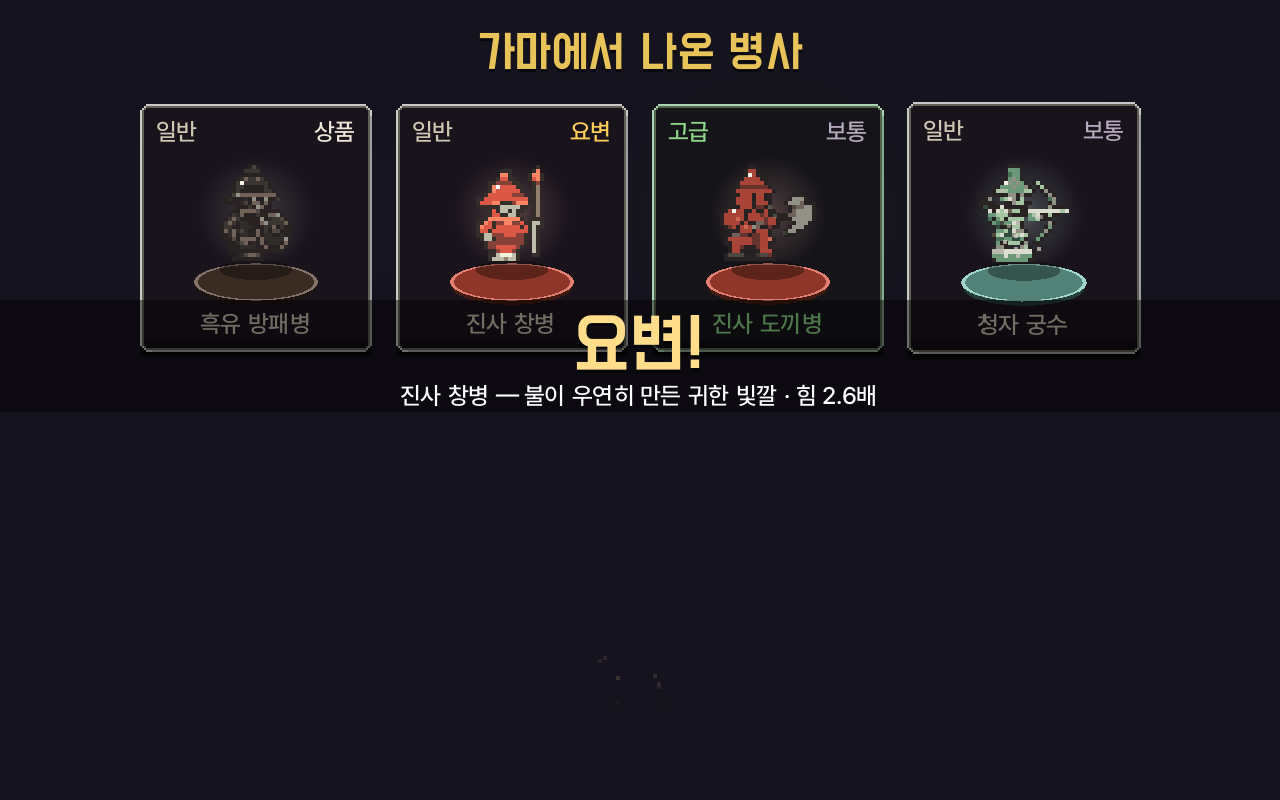 가마에서 나온 병사
일반 상품
일반 요변
고급 보통
일반 보통
흑유 방패병
진사 창병
진사 도끼병
청자 궁수
요변!
진사 창병 — 불이 우연히 만든 귀한 빛깔 · 힘 2.6배